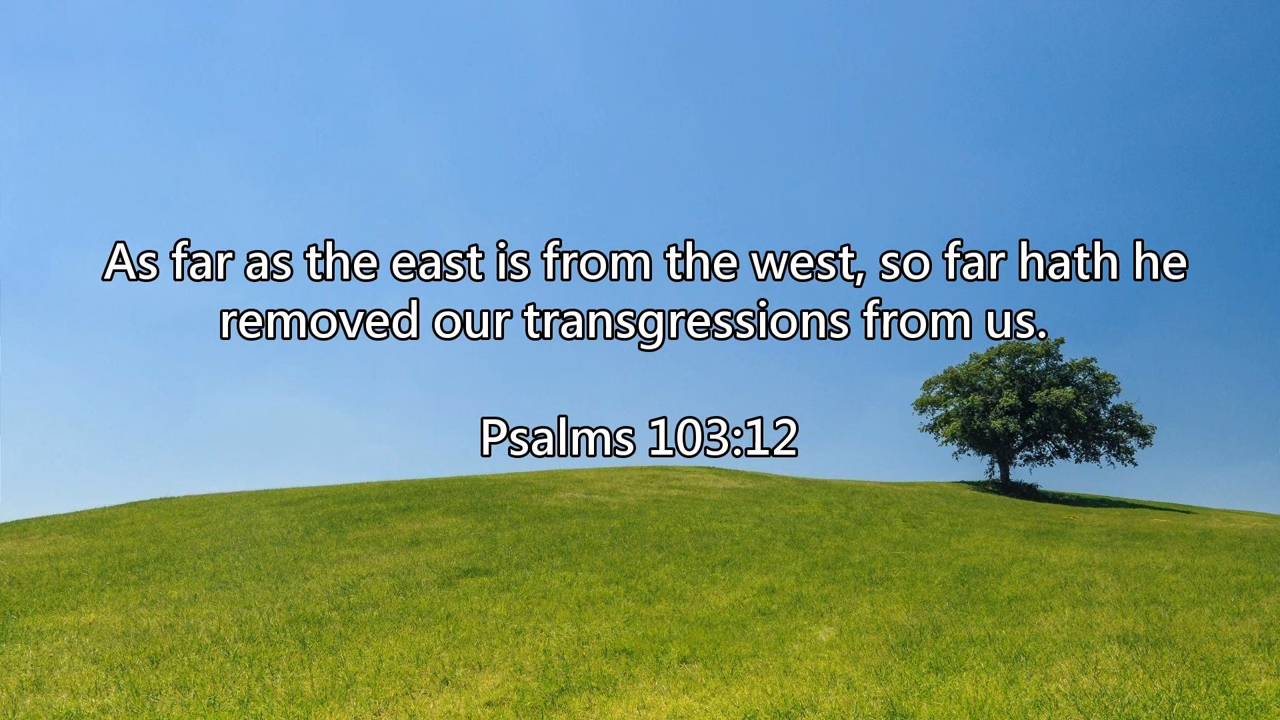 As far as the east is from the west, so far hath he
removed our transgressions from us.
Psalms 103:12